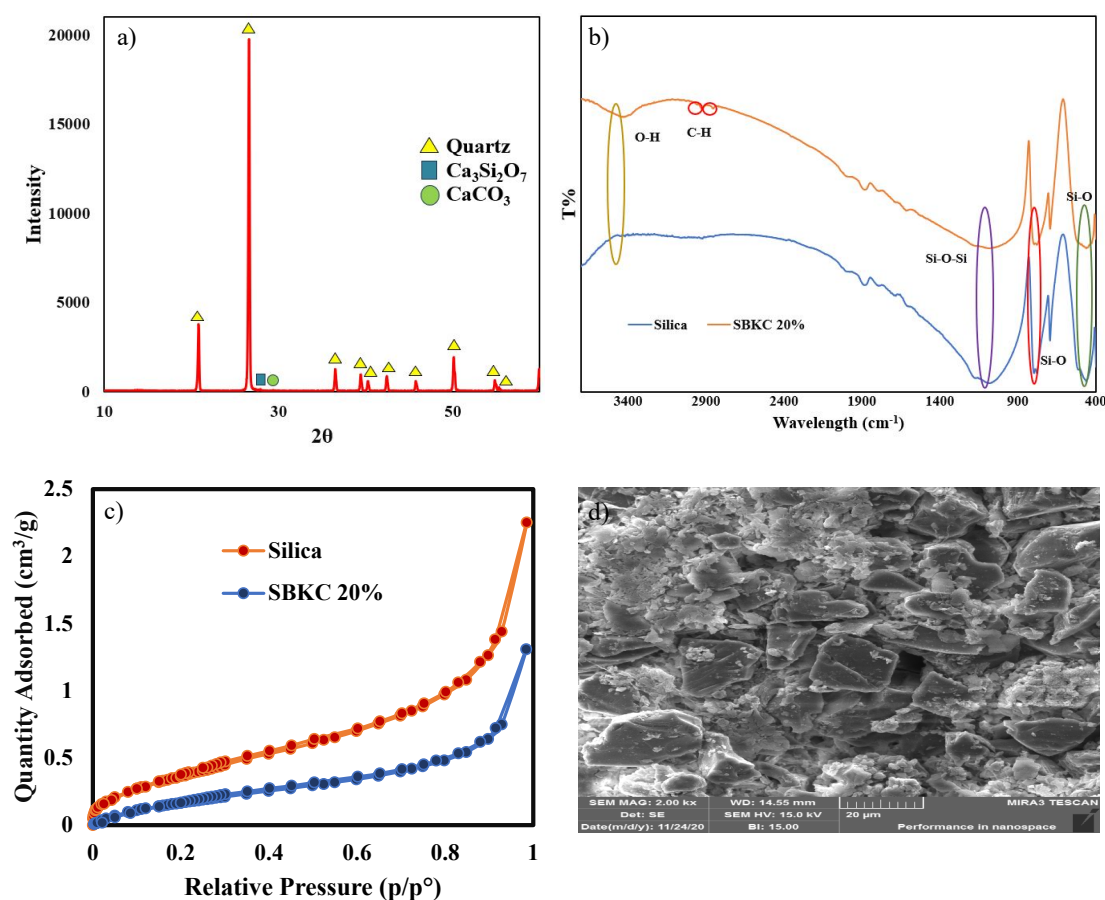 a)
20000
15000
10000
5000
0
Intensity
Quartz
Ca₃Si₂O₇
CaCO₃
10
30
50
2θ
b)
O-H
C-H
T%
Si-O
Si-O-Si
Silica
SBKC 20%
Si-O
3400
2900
2400
1900
1400
900
400
Wavelength (cm⁻¹)
c)
2.5
2
1.5
1
0.5
0
Quantity Adsorbed (cm³/g)
Silica
SBKC 20%
0
0.2
0.4
0.6
0.8
1
Relative Pressure (p/p°)
d)
SEM MAG: 2.00 kx
WD: 14.55 mm
MIRA3 TESCAN
Det: SE
SEM HV: 15.0 kV
20 µm
Date(m/d/y): 11/24/20
BI: 15.00
Performance in nanospace